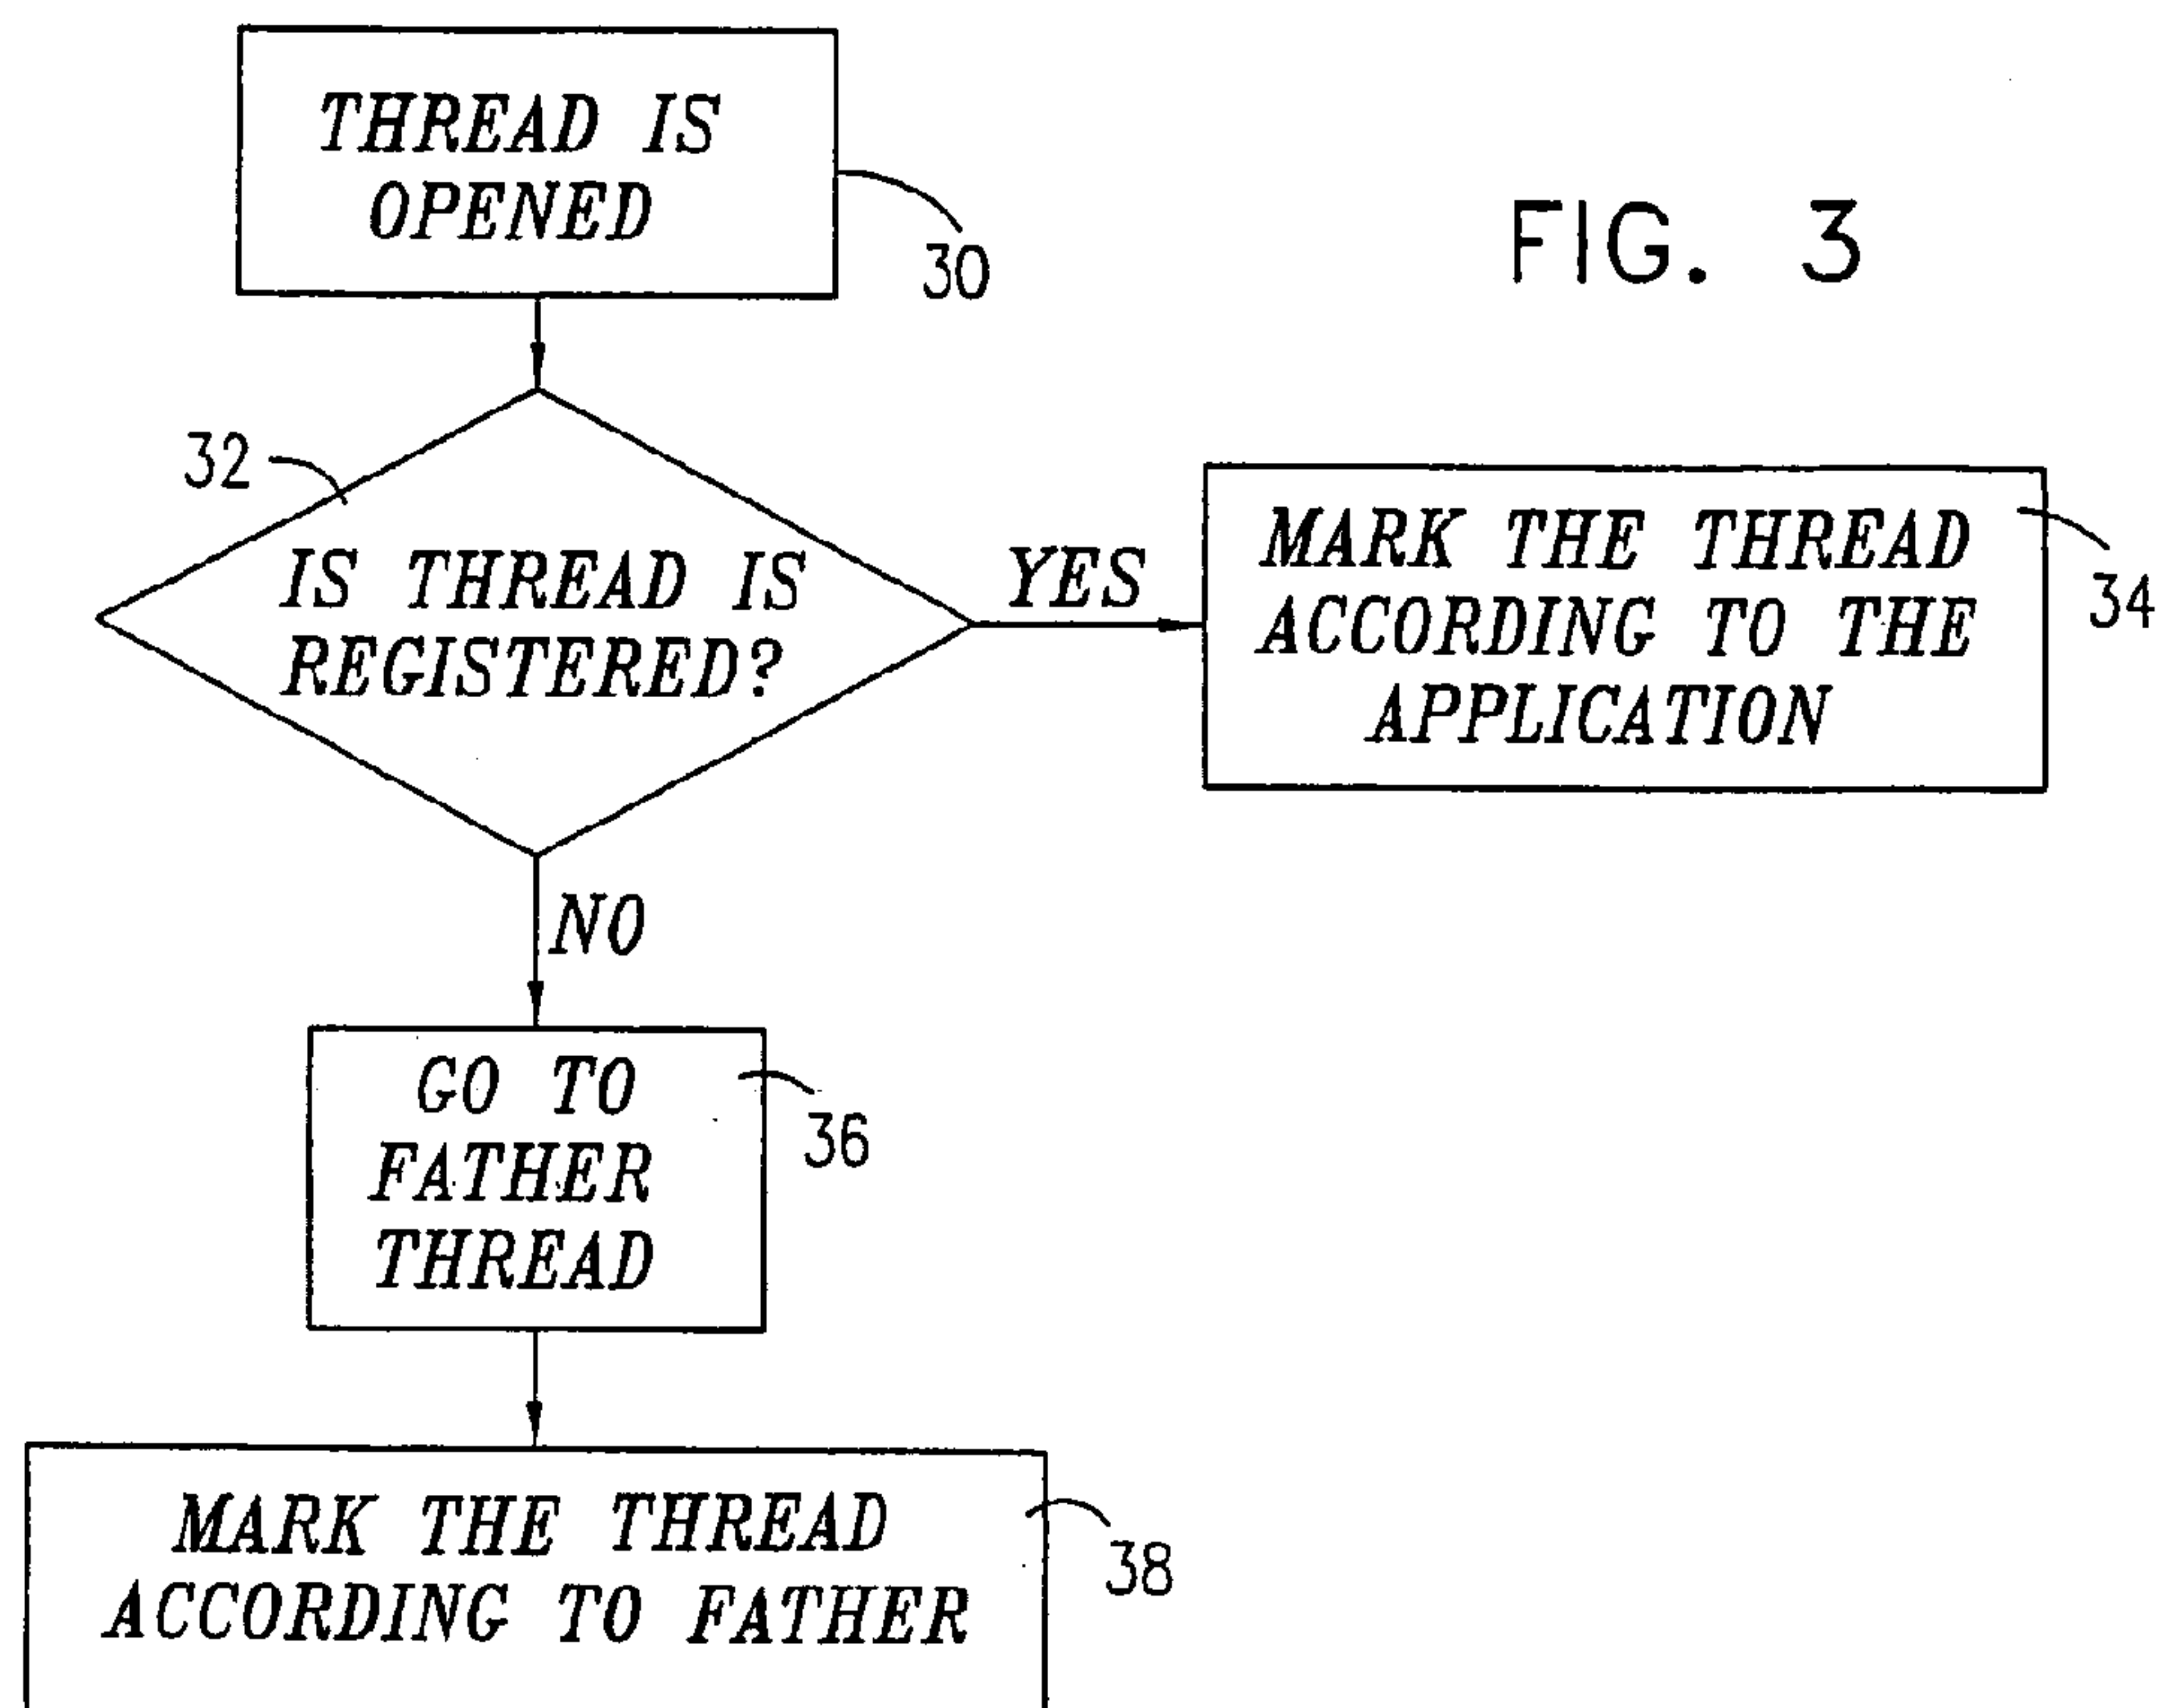 THREAD IS
OPENED
30
FIG. 3
32
IS THREAD IS
REGISTERED?
YES
MARK THE THREAD
ACCORDING TO THE
APPLICATION
34
NO
GO TO
FATHER
THREAD
36
MARK THE THREAD
ACCORDING TO FATHER
38